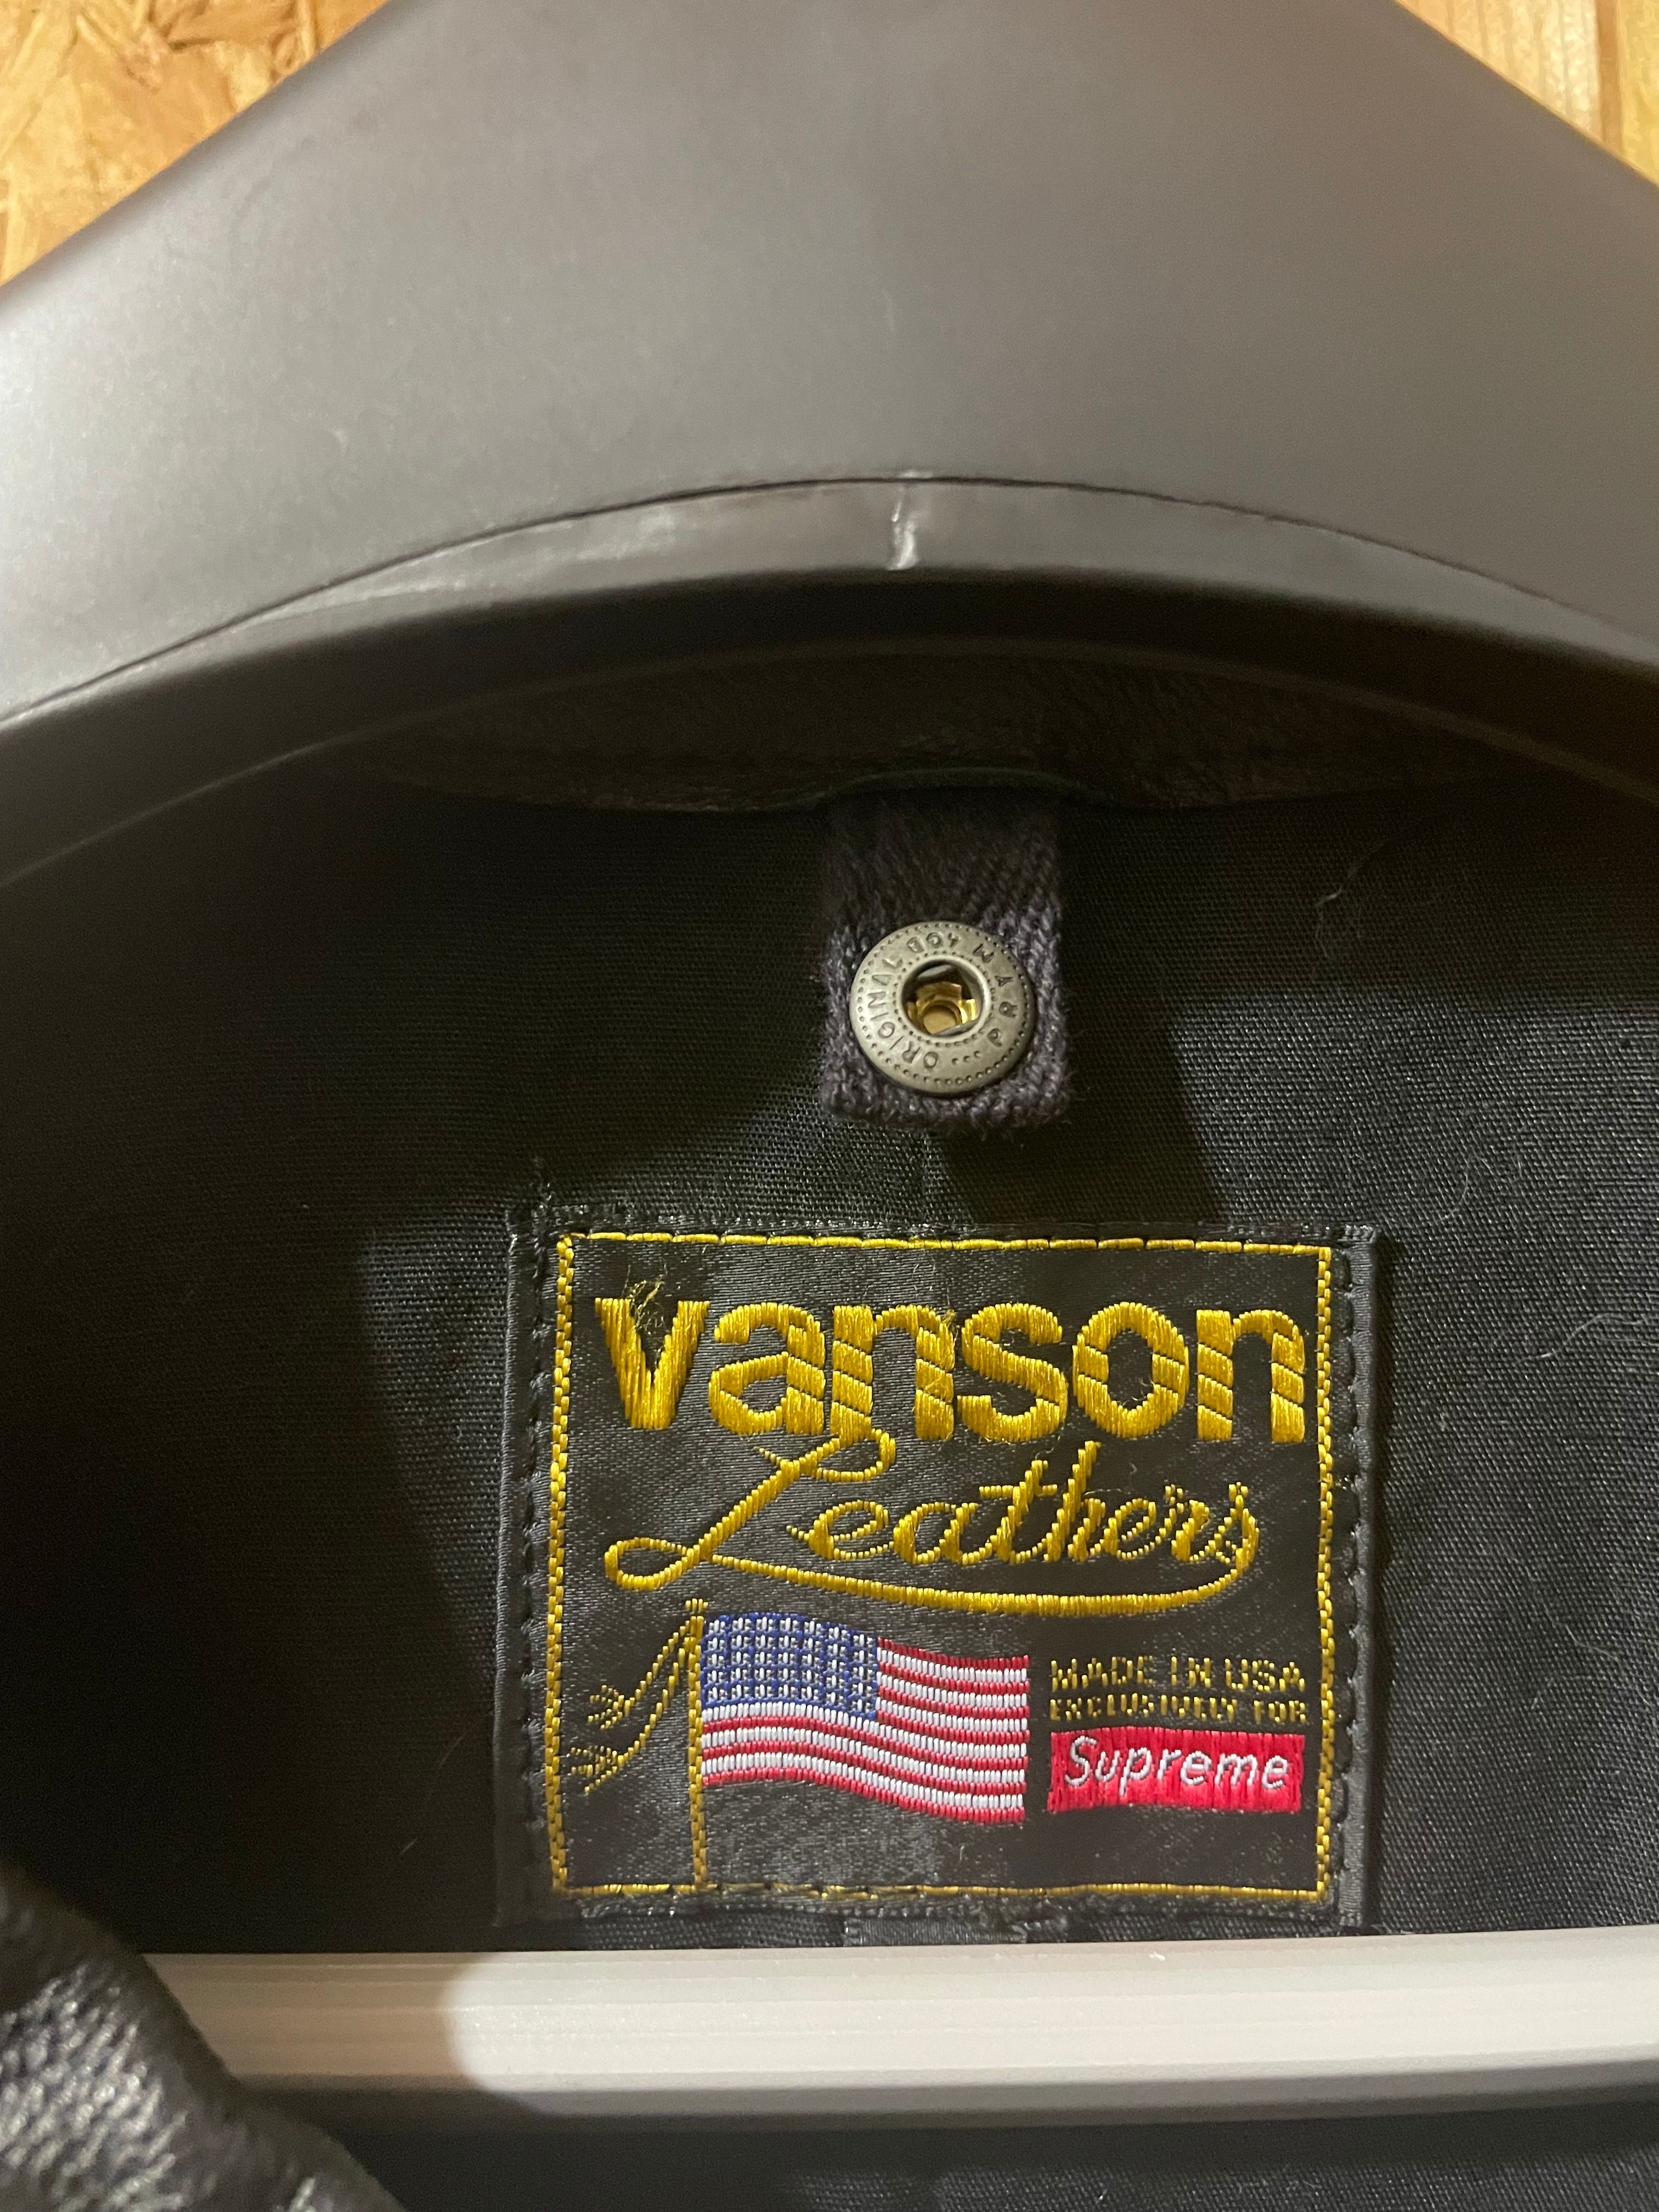 vanson
Leathers
MADE IN USA
EXCLUSIVELY FOR
Supreme